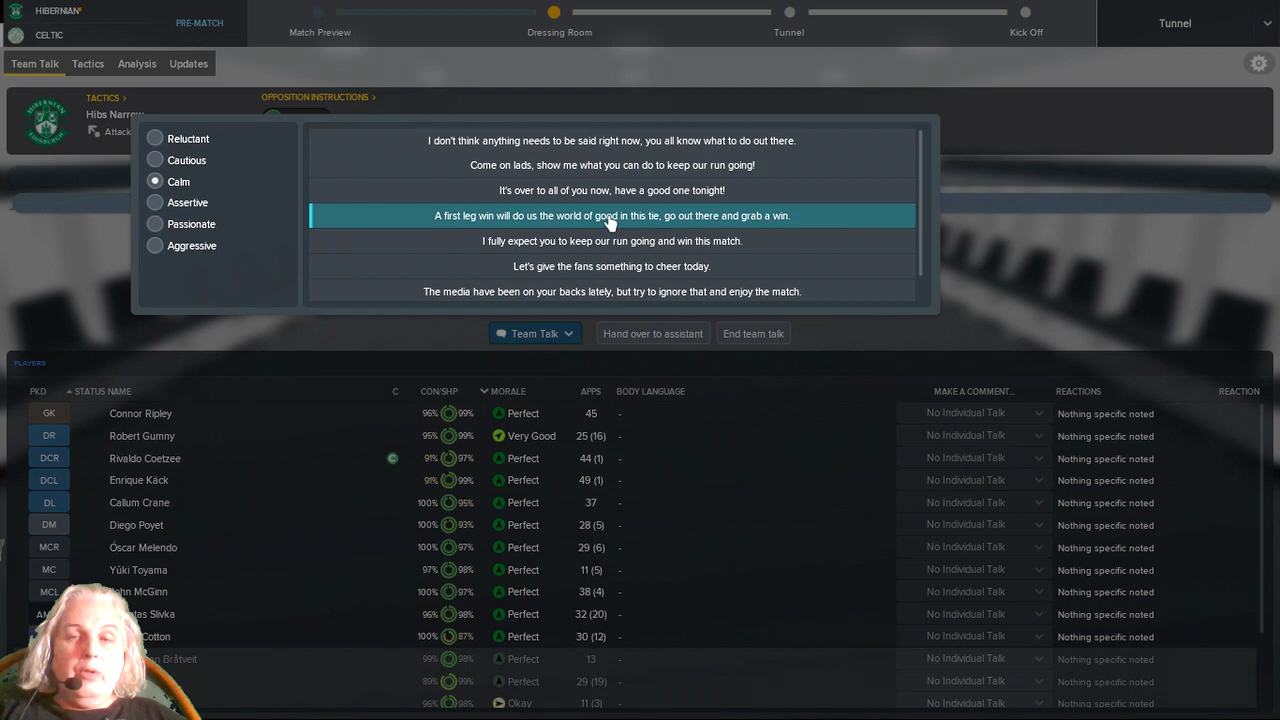 HIBERNIAN
CELTIC
PRE-MATCH
Match Preview
Dressing Room
Tunnel
Kick Off
Tunnel
Team Talk
Tactics
Analysis
Updates
HIBERNIAN
EDINBURGH
TACTICS >
Hibs Narrow
Attack
OPPOSITION INSTRUCTIONS >
Reluctant
Cautious
Calm
Assertive
Passionate
Aggressive
I don't think anything needs to be said right now, you all know what to do out there.
Come on lads, show me what you can do to keep our run going!
It's over to all of you now, have a good one tonight!
A first leg win will do us the world of good in this tie, go out there and grab a win.
I fully expect you to keep our run going and win this match.
Let's give the fans something to cheer today.
The media have been on your backs lately, but try to ignore that and enjoy the match.
Team Talk
Hand over to assistant
End team talk
PLAYERS
PKD STATUS NAME C CON/SHP MORALE APPS BODY LANGUAGE MAKE A COMMENT... REACTIONS REACTION
GK Connor Ripley 96% 99% Perfect 45 - No Individual Talk Nothing specific noted
DR Robert Gumny 95% 99% Very Good 25 (16) - No Individual Talk Nothing specific noted
DCR Rivaldo Coetzee C 91% 97% Perfect 44 (1) - No Individual Talk Nothing specific noted
DCL Enrique Käck 91% 99% Perfect 49 (1) - No Individual Talk Nothing specific noted
DL Callum Crane 100% 95% Perfect 37 - No Individual Talk Nothing specific noted
DM Diego Poyet 100% 93% Perfect 28 (5) - No Individual Talk Nothing specific noted
MCR Óscar Melendo 100% 97% Perfect 29 (6) - No Individual Talk Nothing specific noted
MC Yūki Toyama 97% 98% Perfect 11 (5) - No Individual Talk Nothing specific noted
MCL John McGinn 100% 97% Perfect 38 (4) - No Individual Talk Nothing specific noted
Slivka 96% 98% Perfect 32 (20) - No Individual Talk Nothing specific noted
Cotton 100% 87% Perfect 30 (12) - No Individual Talk Nothing specific noted
Bråtveit 99% 98% Perfect 13 - No Individual Talk Nothing specific noted
89% 99% Perfect 29 (19) - No Individual Talk Nothing specific noted
96% 98% Okay 11 (3) - No Individual Talk Nothing specific noted